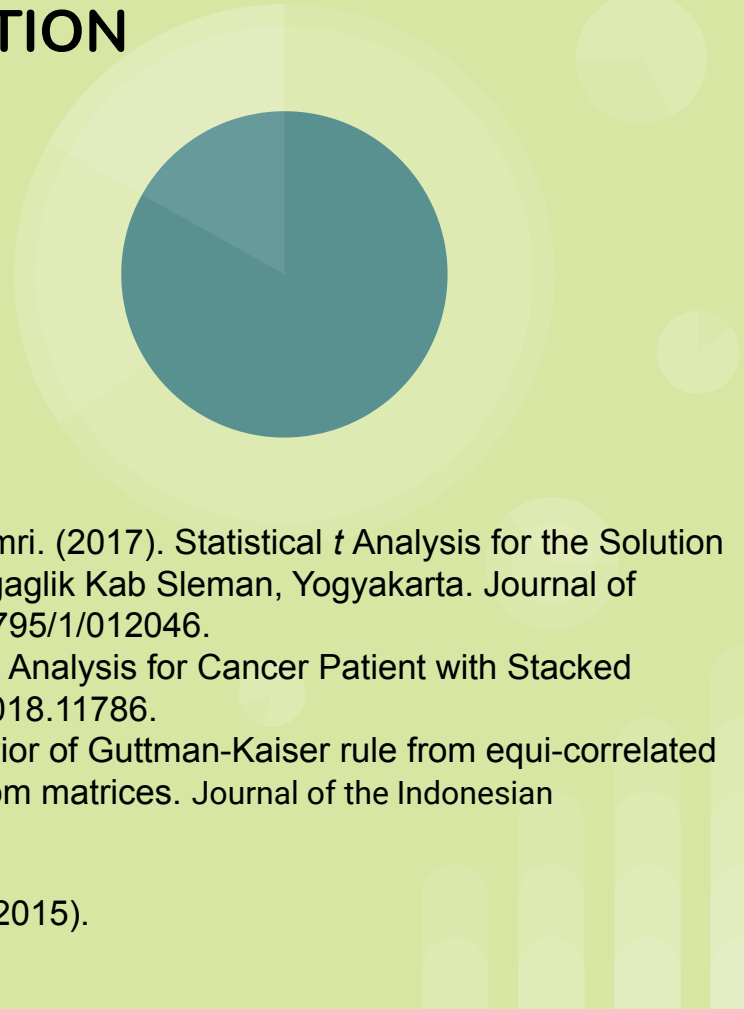 TION
mri. (2017). Statistical t Analysis for the Solution
gaglik Kab Sleman, Yogyakarta. Journal of
795/1/012046.
Analysis for Cancer Patient with Stacked
018.11786.
ior of Guttman-Kaiser rule from equi-correlated
om matrices. Journal of the Indonesian
2015).